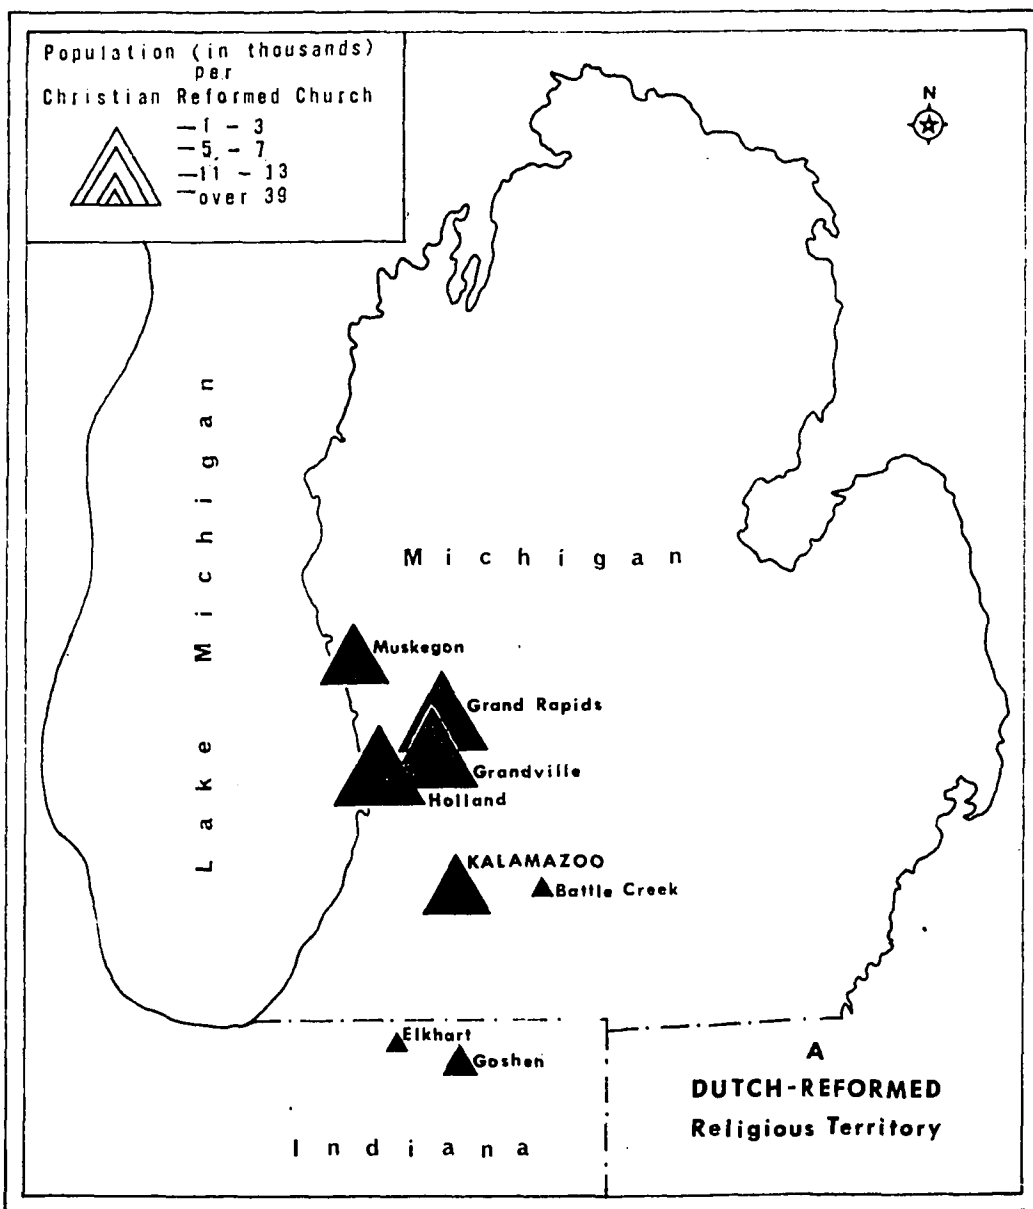 Population (in thousands)
per
Christian Reformed Church
1 - 3
5 - 7
11 - 13
over 39
N
Lake Michigan
Michigan
Muskegon
Grand Rapids
Grandville
Holland
KALAMAZOO
Battle Creek
Elkhart
Goshen
A
DUTCH-REFORMED
Religious Territory
Indiana